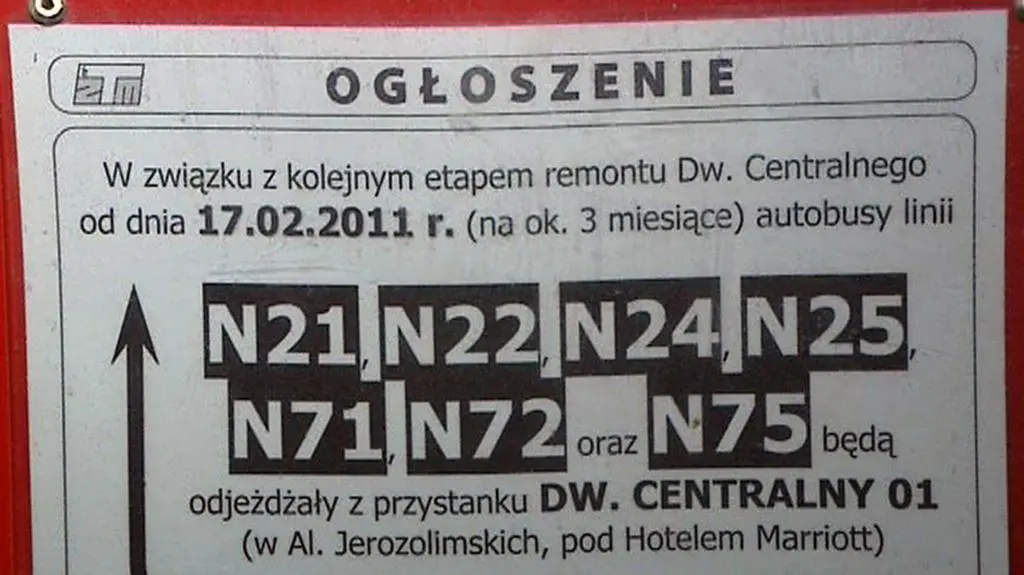 OGŁOSZENIE
W związku z kolejnym etapem remontu Dw. Centralnego
od dnia 17.02.2011 r. (na ok. 3 miesiące) autobusy linii
N21, N22, N24, N25,
N71, N72 oraz N75 będą
odjeżdżały z przystanku DW. CENTRALNY 01
(w Al. Jerozolimskich, pod Hotelem Marriott)